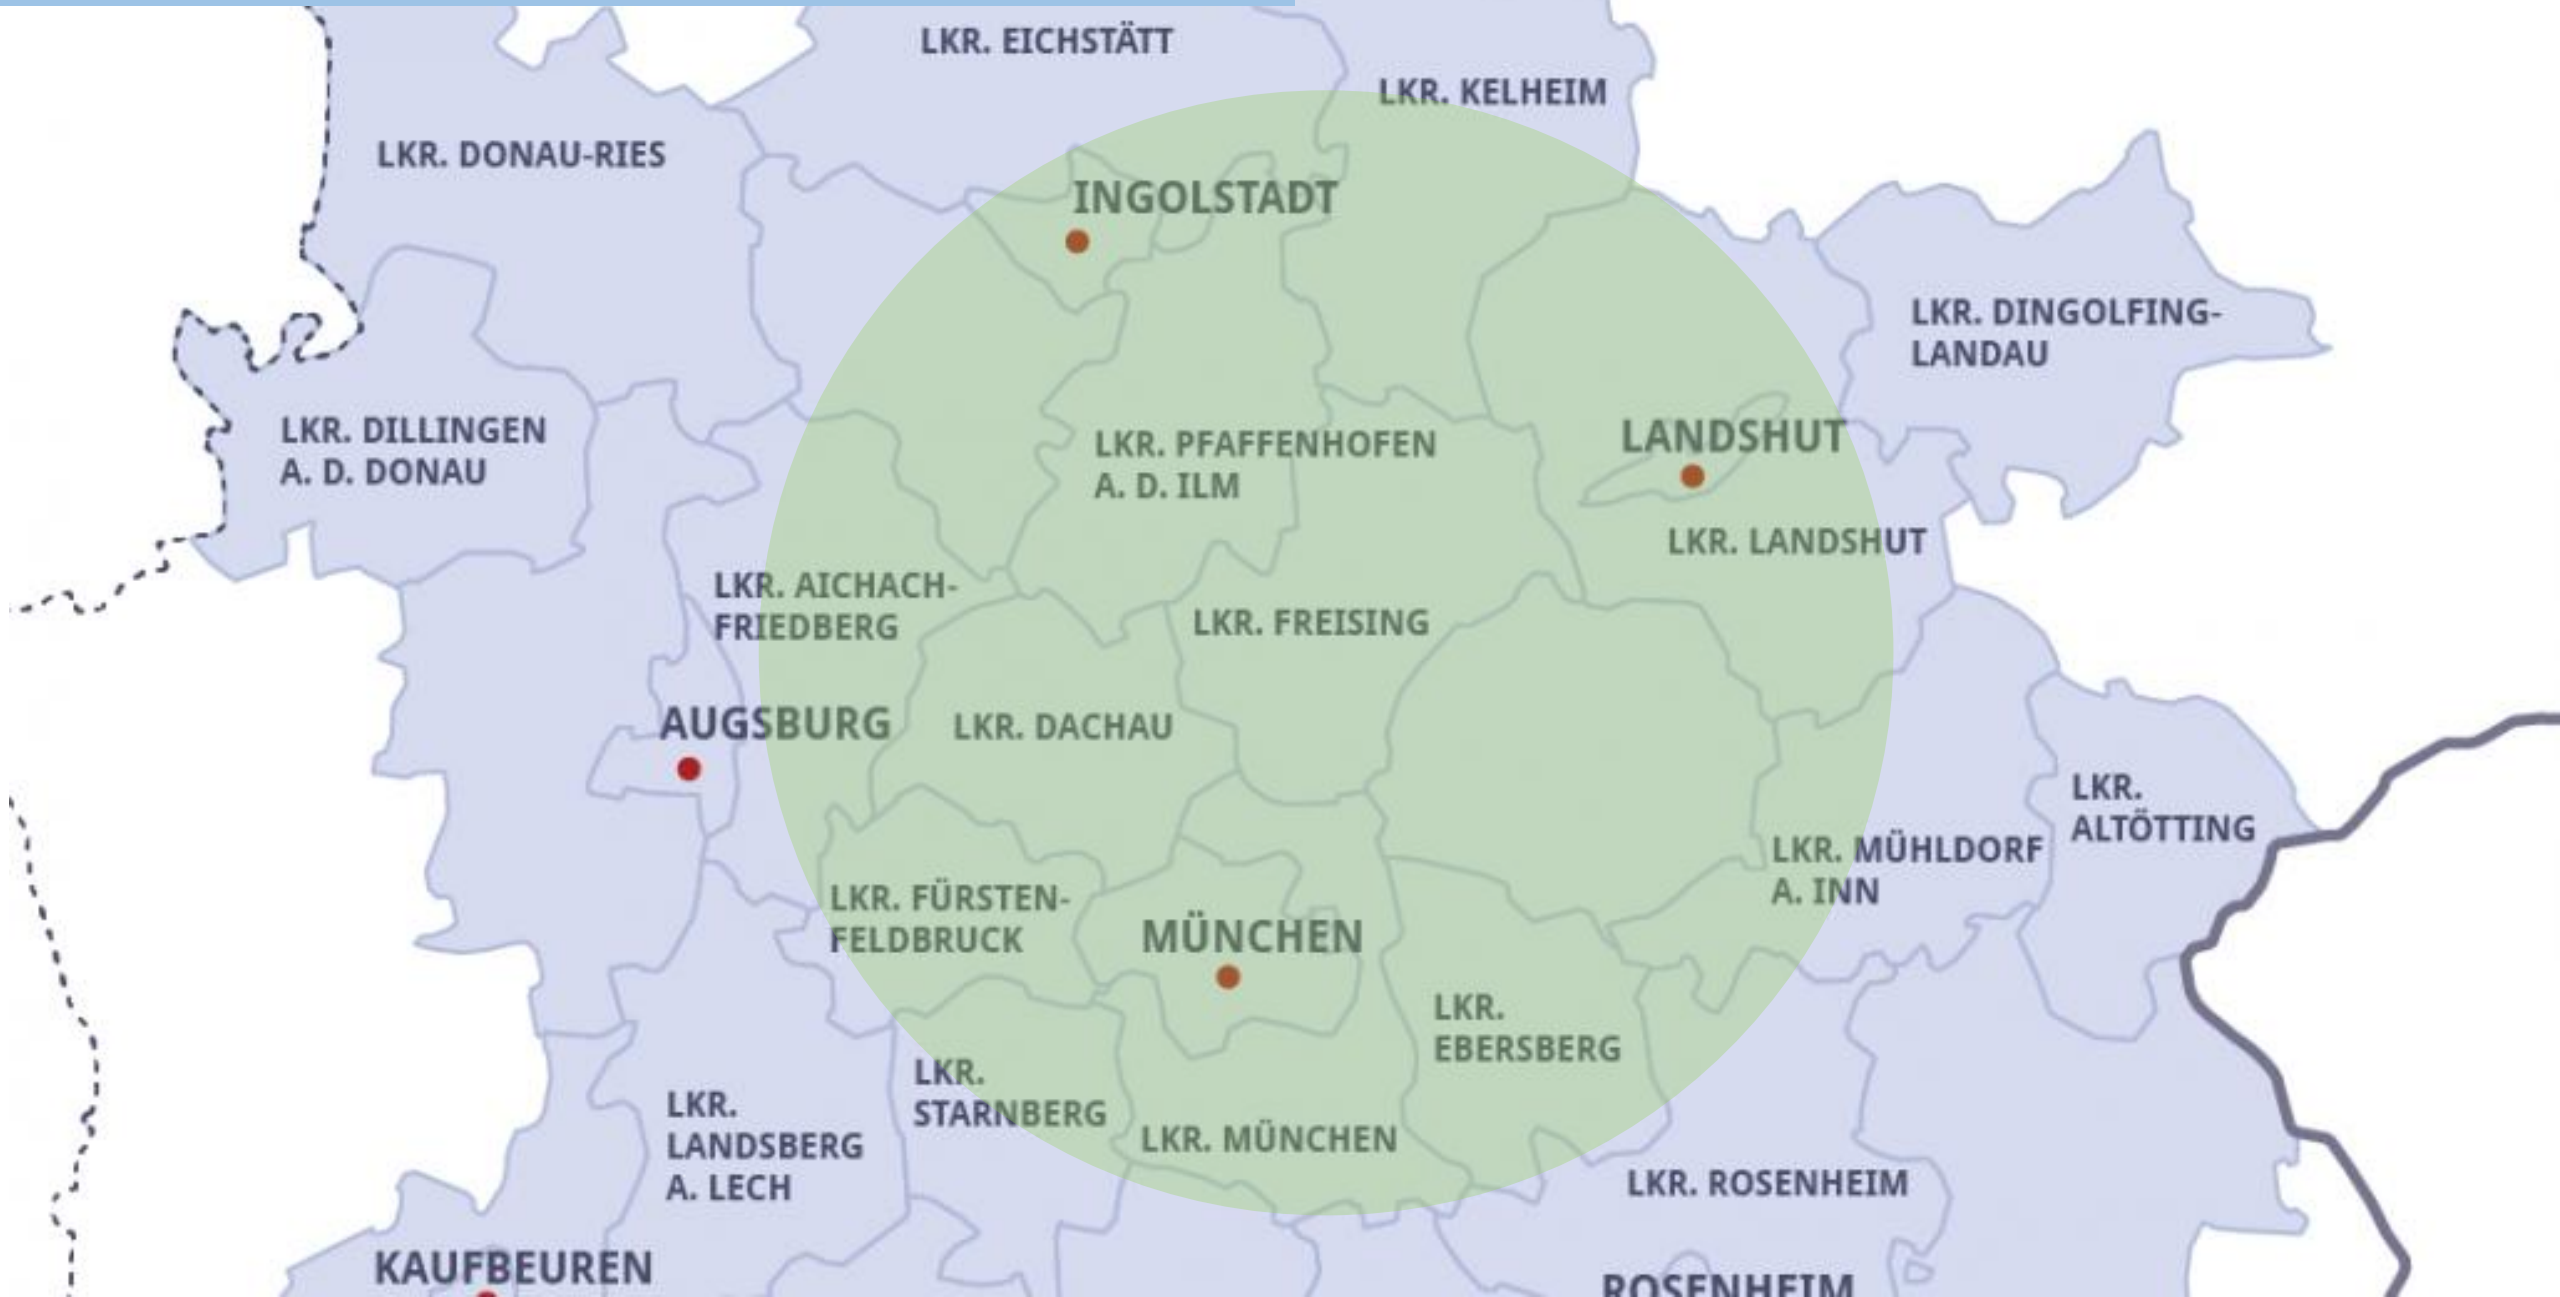 LKR. EICHSTÄTT
LKR. KELHEIM
LKR. DONAU-RIES
INGOLSTADT
LKR. DINGOLFING-
LANDAU
LKR. DILLINGEN
A. D. DONAU
LKR. PFAFFENHOFEN
A. D. ILM
LANDSHUT
LKR. LANDSHUT
LKR. AICHACH-
FRIEDBERG
LKR. FREISING
AUGSBURG
LKR. DACHAU
LKR.
ALTÖTTING
LKR. MÜHLDORF
A. INN
LKR. FÜRSTEN-
FELDBRUCK
MÜNCHEN
LKR.
EBERSBERG
LKR.
STARNBERG
LKR.
LANDSBERG
A. LECH
LKR. MÜNCHEN
LKR. ROSENHEIM
KAUFBEUREN
ROSENHEIM